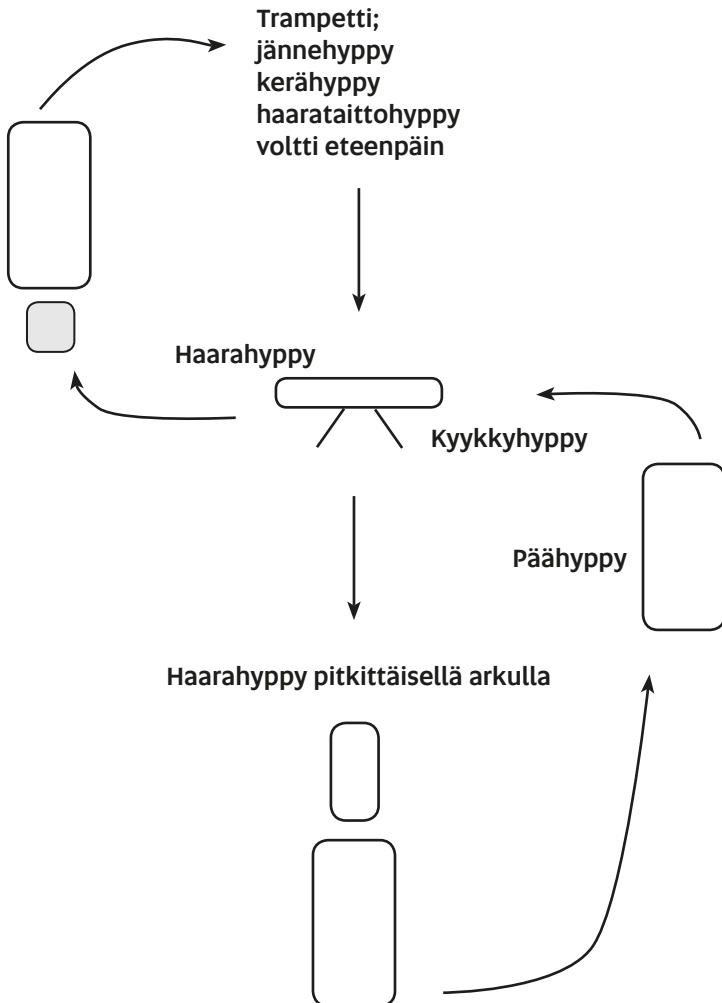 Trampetti;
jännehyppy
kerähyppy
haarataittohyppy
voltti eteenpäin
Haarahyppy
Kyykkyhyppy
Päähyppy
Haarahyppy pitkittäisellä arkulla